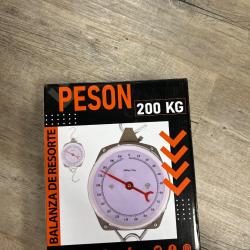 PESON
200 KG
BALANZA DE RESORTE